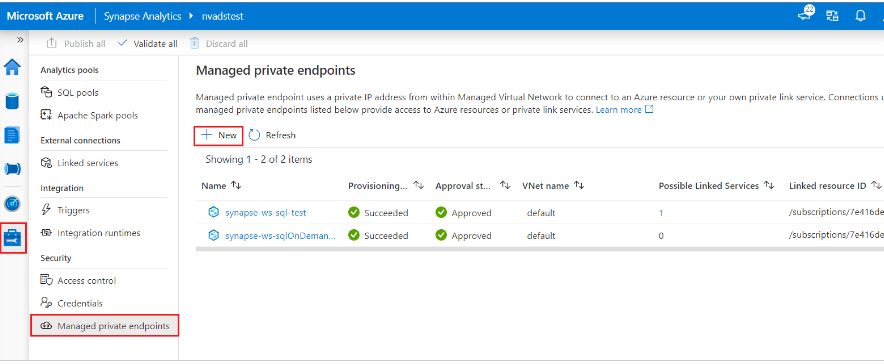 Microsoft Azure Synapse Analytics nvadstest 22
» Publish all Validate all Discard all
Analytics pools
SQL pools
Apache Spark pools
External connections
Linked services
Integration
Triggers
Integration runtimes
Security
Access control
Credentials
Managed private endpoints
Managed private endpoints
Managed private endpoint uses a private IP address from within Managed Virtual Network to connect to an Azure resource or your own private link service. Connections u
managed private endpoints listed below provide access to Azure resources or private link services. Learn more
New Refresh
Showing 1 - 2 of 2 items
Name Provisioning... Approval st... VNet name Possible Linked Services Linked resource ID
synapse-ws-sql-test Succeeded Approved default 1 /subscriptions/7e416de
synapse-ws-sqlOnDeman... Succeeded Approved default 0 /subscriptions/7e416de